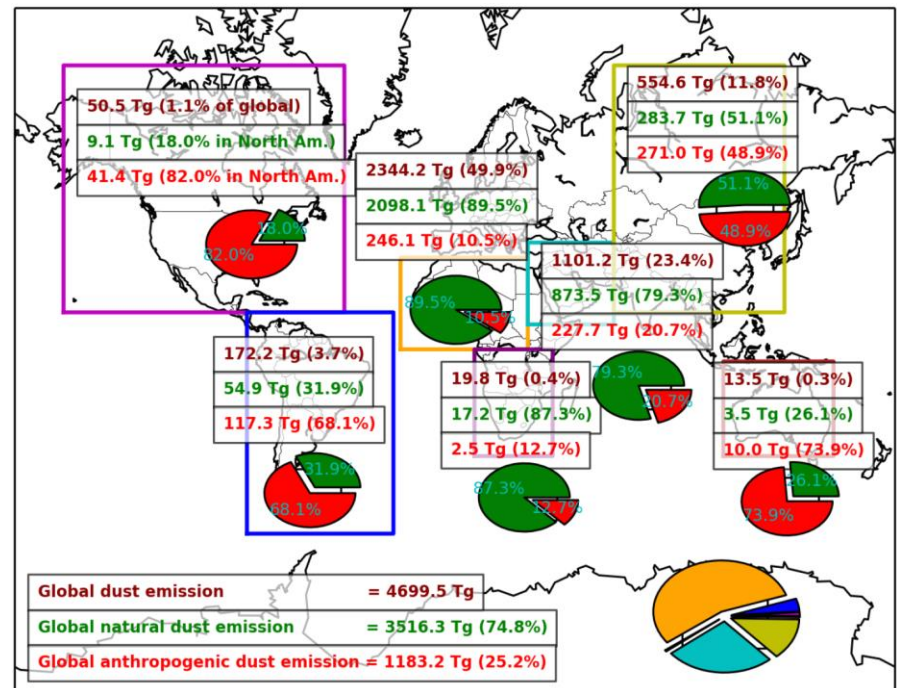 50.5 Tg (1.1% of global)
9.1 Tg (18.0% in North Am.)
41.4 Tg (82.0% in North Am.)
18.0%
82.0%
554.6 Tg (11.8%)
283.7 Tg (51.1%)
271.0 Tg (48.9%)
51.1%
48.9%
2344.2 Tg (49.9%)
2098.1 Tg (89.5%)
246.1 Tg (10.5%)
89.5%
10.5%
1101.2 Tg (23.4%)
873.5 Tg (79.3%)
227.7 Tg (20.7%)
79.3%
20.7%
172.2 Tg (3.7%)
54.9 Tg (31.9%)
117.3 Tg (68.1%)
31.9%
68.1%
19.8 Tg (0.4%)
17.2 Tg (87.3%)
2.5 Tg (12.7%)
87.3%
12.7%
13.5 Tg (0.3%)
3.5 Tg (26.1%)
10.0 Tg (73.9%)
26.1%
73.9%
Global dust emission = 4699.5 Tg
Global natural dust emission = 3516.3 Tg (74.8%)
Global anthropogenic dust emission = 1183.2 Tg (25.2%)